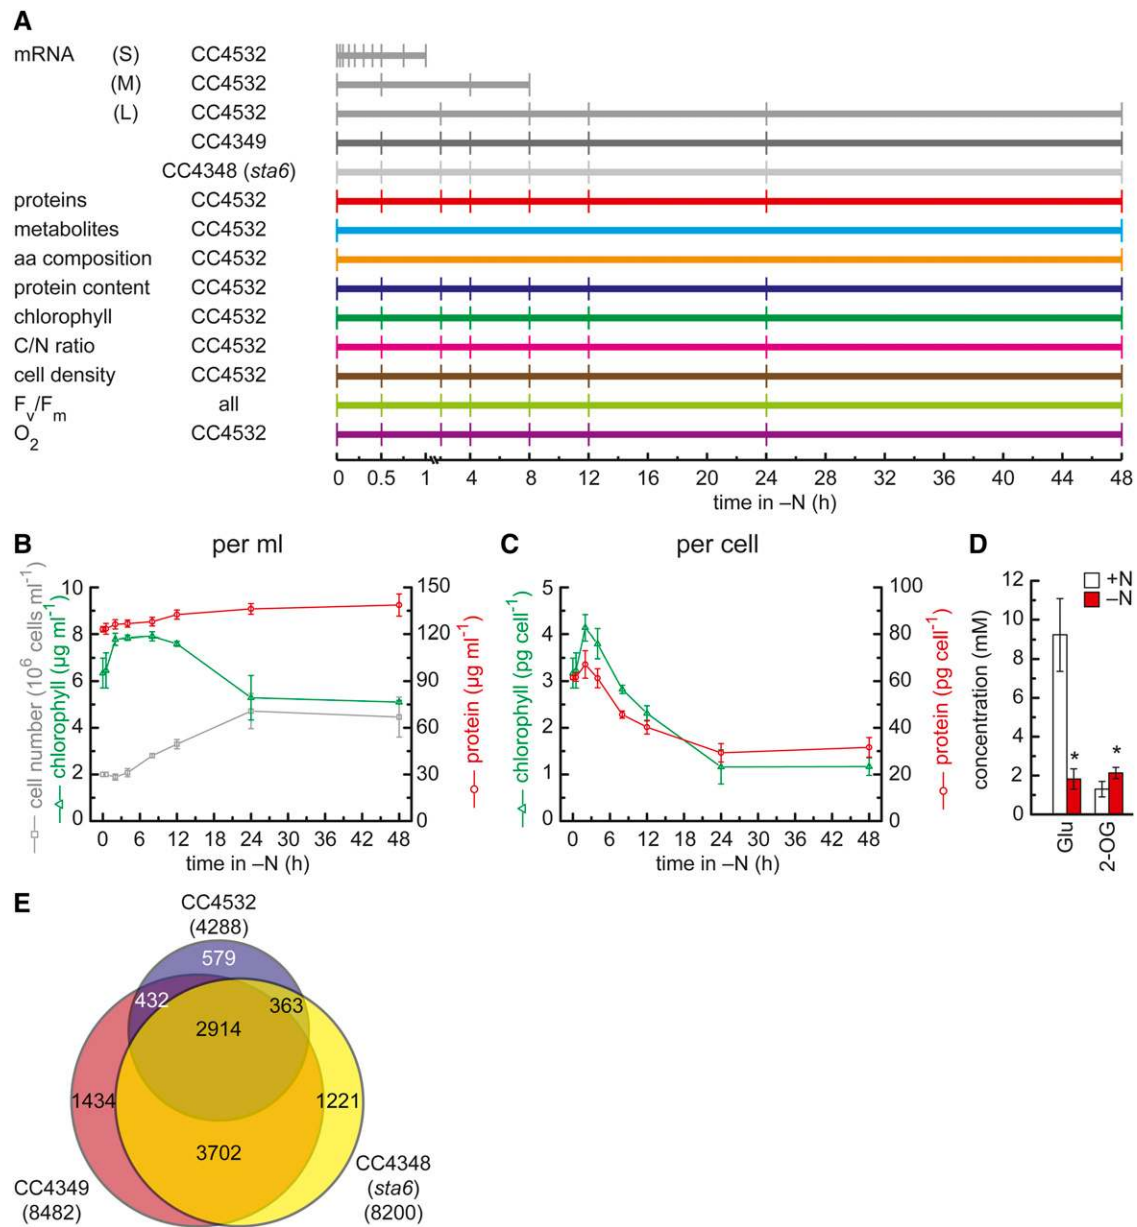 A
mRNA (S) CC4532
(M) CC4532
(L) CC4532
CC4349
CC4348 (sta6)
proteins CC4532
metabolites CC4532
aa composition CC4532
protein content CC4532
chlorophyll CC4532
C/N ratio CC4532
cell density CC4532
Fv/Fm all
O2 CC4532
0 0.5 1 4 8 12 16 20 24 28 32 36 40 44 48
time in –N (h)
B per ml
cell number (10⁶ cells ml⁻¹)
chlorophyll (µg ml⁻¹)
10
8
6
4
2
0
150
120
90
60
30
0
protein (µg ml⁻¹)
0 6 12 18 24 30 36 42 48
time in –N (h)
C per cell
chlorophyll (pg cell⁻¹)
5
4
3
2
1
0
100
80
60
40
20
0
protein (pg cell⁻¹)
0 6 12 18 24 30 36 42 48
time in –N (h)
D
+N
–N
concentration (mM)
12
10
8
6
4
2
0
* *
Glu
2-OG
E
CC4532
(4288)
579
432
363
2914
1434
1221
3702
CC4349
(8482)
CC4348
(sta6)
(8200)